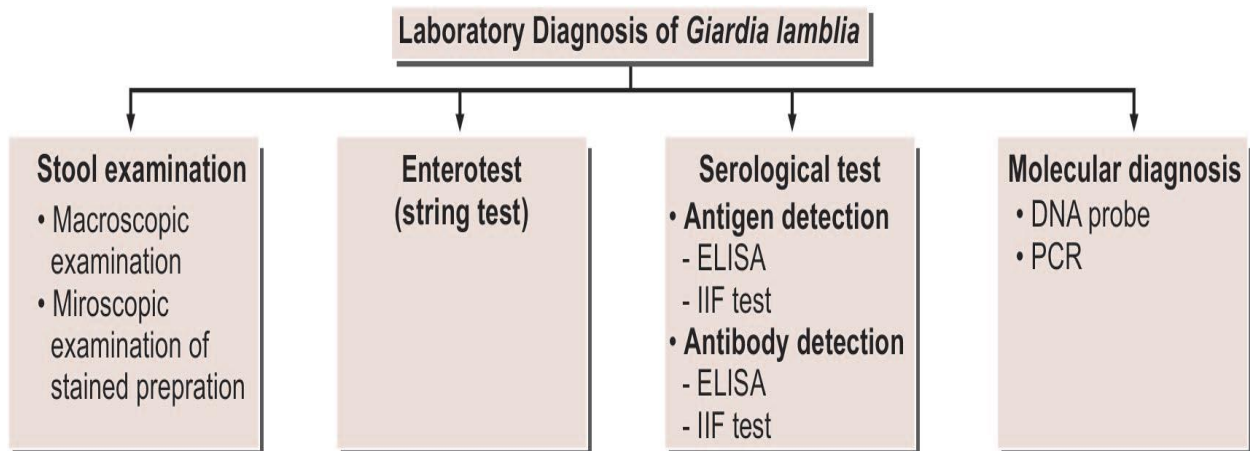 Laboratory Diagnosis of Giardia lamblia
Stool examination
• Macroscopic
examination
• Miroscopic
examination of
stained prepration
Enterotest
(string test)
Serological test
• Antigen detection
- ELISA
- IIF test
• Antibody detection
- ELISA
- IIF test
Molecular diagnosis
• DNA probe
• PCR